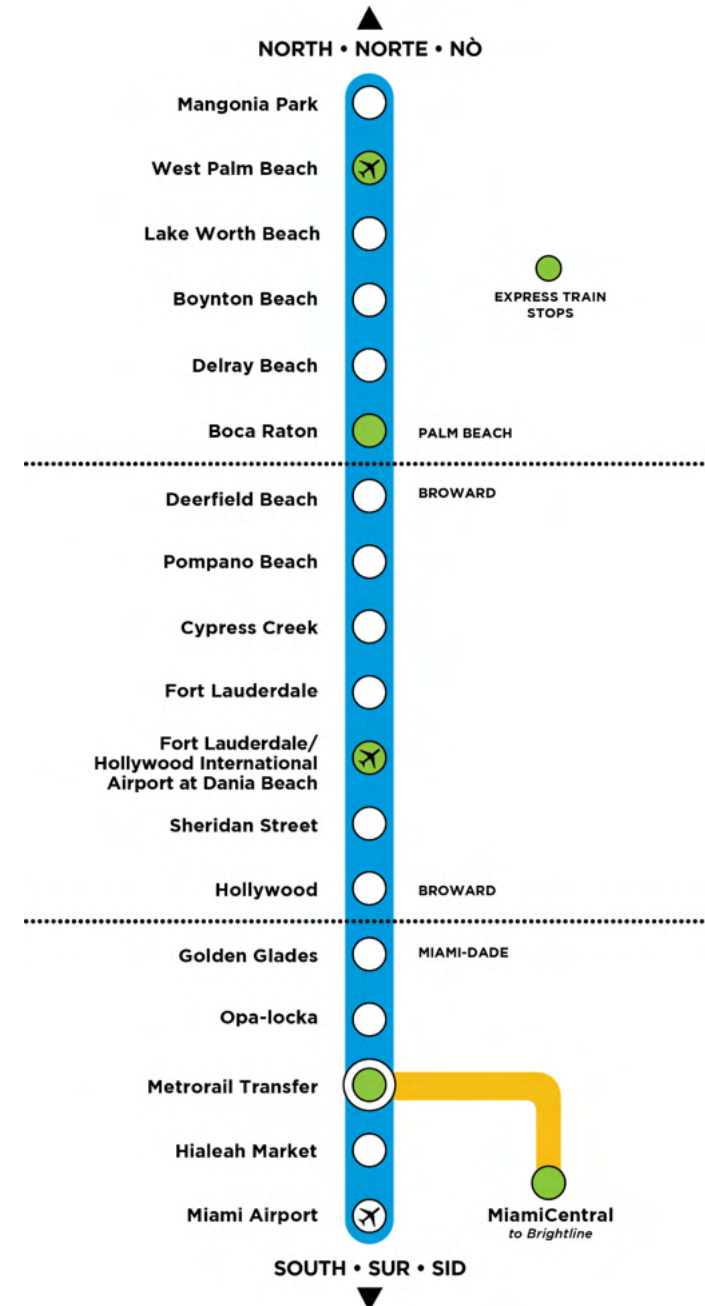 NORTH • NORTE • NÒ
Mangonia Park
West Palm Beach
Lake Worth Beach
EXPRESS TRAIN
STOPS
Boynton Beach
Delray Beach
Boca Raton
PALM BEACH
Deerfield Beach
BROWARD
Pompano Beach
Cypress Creek
Fort Lauderdale
Fort Lauderdale/
Hollywood International
Airport at Dania Beach
Sheridan Street
Hollywood
BROWARD
Golden Glades
MIAMI-DADE
Opa-locka
Metrorail Transfer
Hialeah Market
Miami Airport
MiamiCentral
to Brightline
SOUTH • SUR • SID